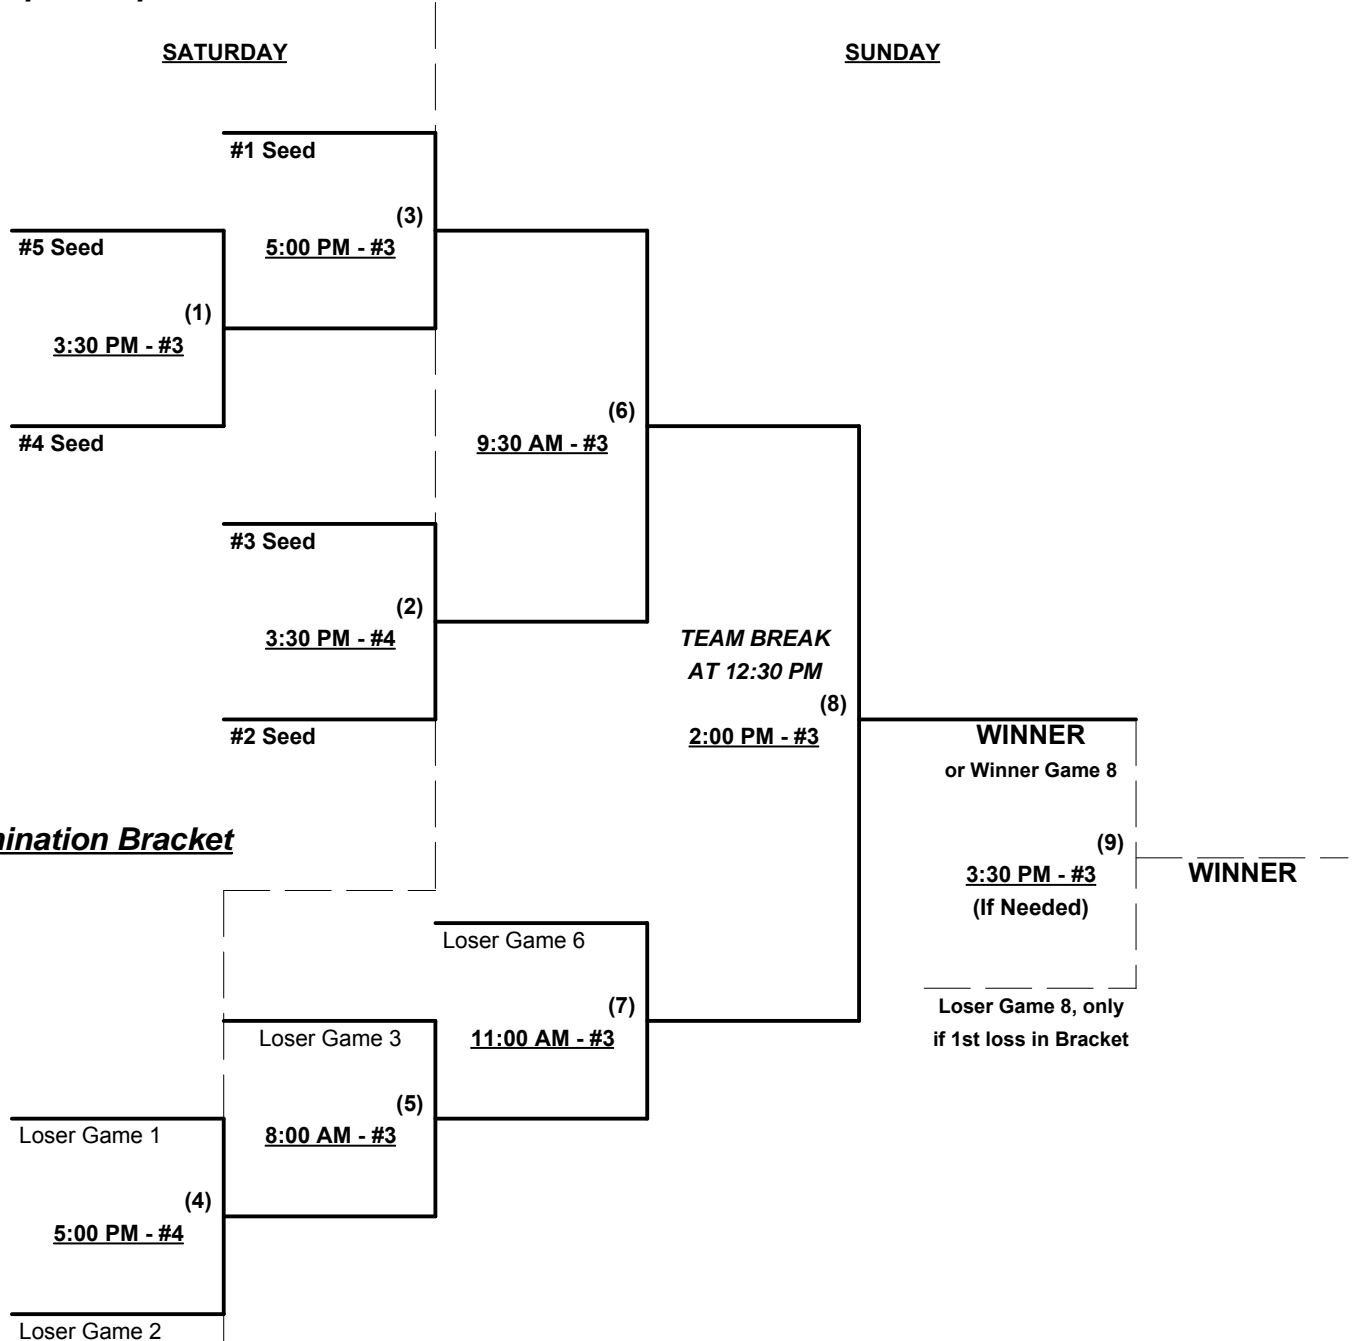 SATURDAY
SUNDAY
#1 Seed
(3)
5:00 PM - #3
#5 Seed
(1)
3:30 PM - #3
#4 Seed
(6)
9:30 AM - #3
#3 Seed
(2)
3:30 PM - #4
#2 Seed
TEAM BREAK
AT 12:30 PM
(8)
2:00 PM - #3
WINNER
or Winner Game 8
(9)
3:30 PM - #3
(If Needed)
WINNER
Loser Game 8, only
if 1st loss in Bracket
mination Bracket
Loser Game 6
(7)
11:00 AM - #3
Loser Game 3
(5)
8:00 AM - #3
Loser Game 1
(4)
5:00 PM - #4
Loser Game 2